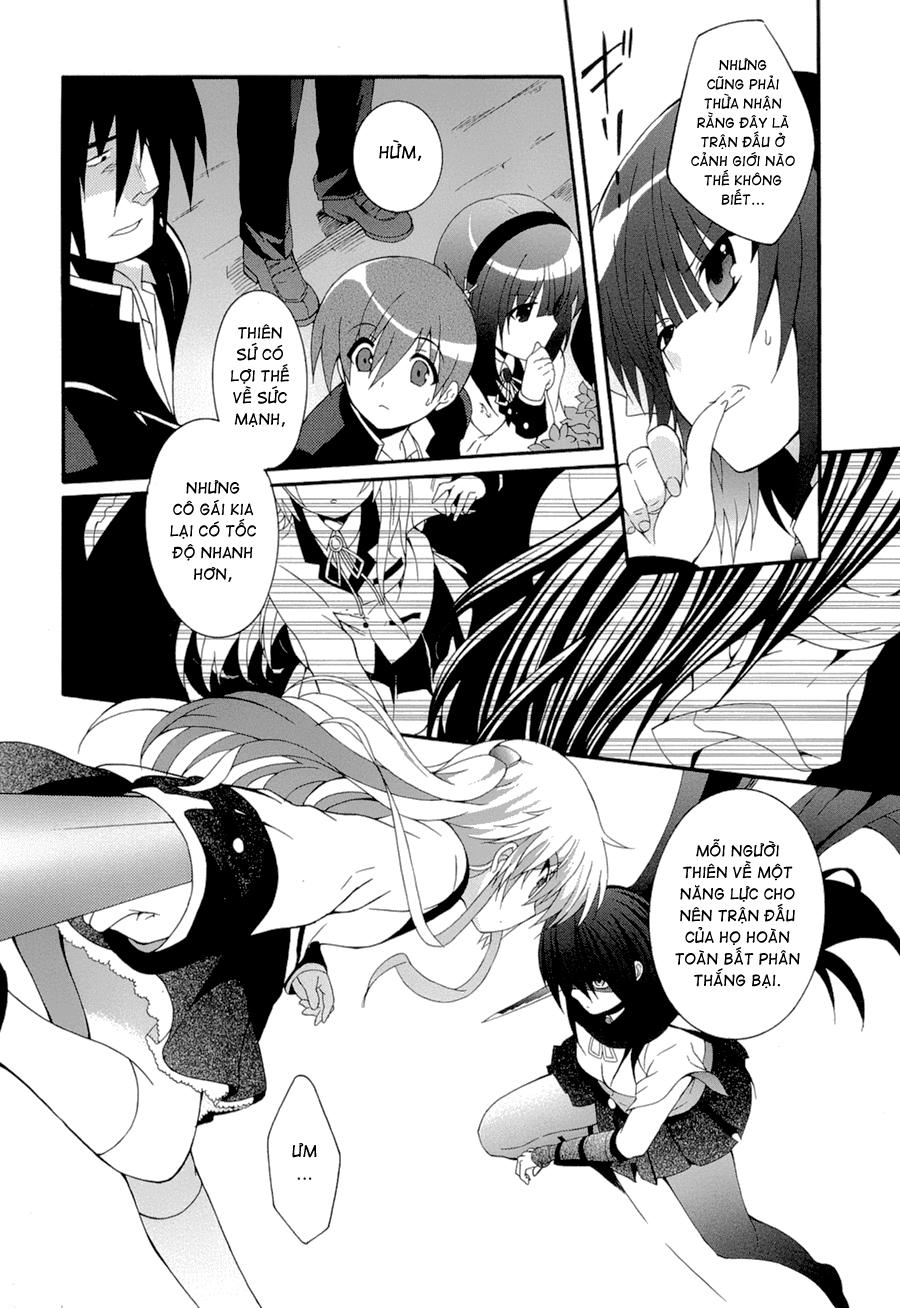 NHƯNG
CŨNG PHẢI
THỪA NHẬN
RẰNG ĐÂY LÀ
TRẬN ĐẤU Ở
CẢNH GIỚI NÀO
THẾ KHÔNG
BIẾT...
ギリ
HỪM,
THIÊN
SỨ CÓ
LỢI THẾ
VỀ SỨC
MẠNH,
NHƯNG
CÔ GÁI KIA
LẠI CÓ TỐC
ĐỘ NHANH
HƠN,
MỖI NGƯỜI
THIÊN VỀ MỘT
NĂNG LỰC CHO
NÊN TRẬN ĐẤU
CỦA HỌ HOÀN
TOÀN BẤT PHÂN
THẮNG BẠI.
ƯM
...